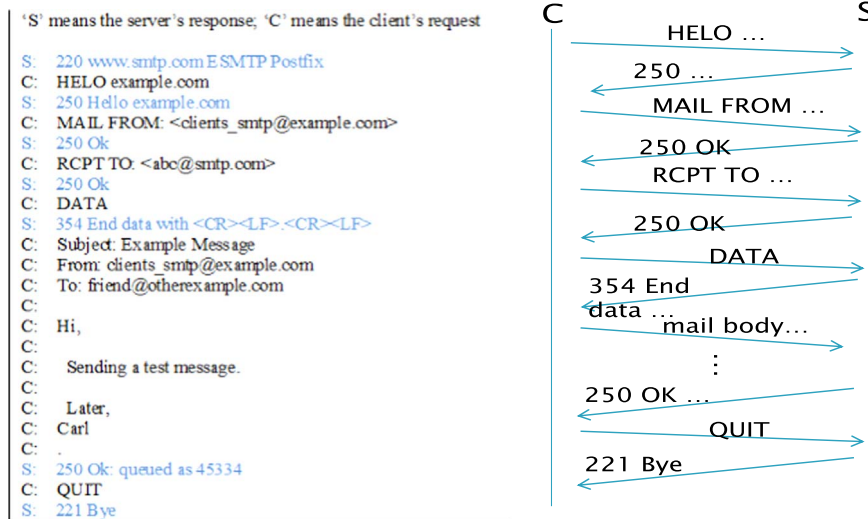 ‘S’ means the server’s response; ‘C’ means the client’s request
S: 220 www.smtp.com ESMTP Postfix
C: HELO example.com
S: 250 Hello example.com
C: MAIL FROM: <clients_smtp@example.com>
S: 250 Ok
C: RCPT TO: <abc@smtp.com>
S: 250 Ok
C: DATA
S: 354 End data with <CR><LF>.<CR><LF>
C: Subject: Example Message
C: From: clients_smtp@example.com
C: To: friend@otherexample.com
C:
C: Hi,
C:
C: Sending a test message.
C:
C: Later,
C: Carl
C: .
S: 250 Ok: queued as 45334
C: QUIT
S: 221 Bye
C
S
HELO ...
250 ...
MAIL FROM ...
250 OK
RCPT TO ...
250 OK
DATA
354 End
data ...
mail body...
⋮
250 OK ...
QUIT
221 Bye